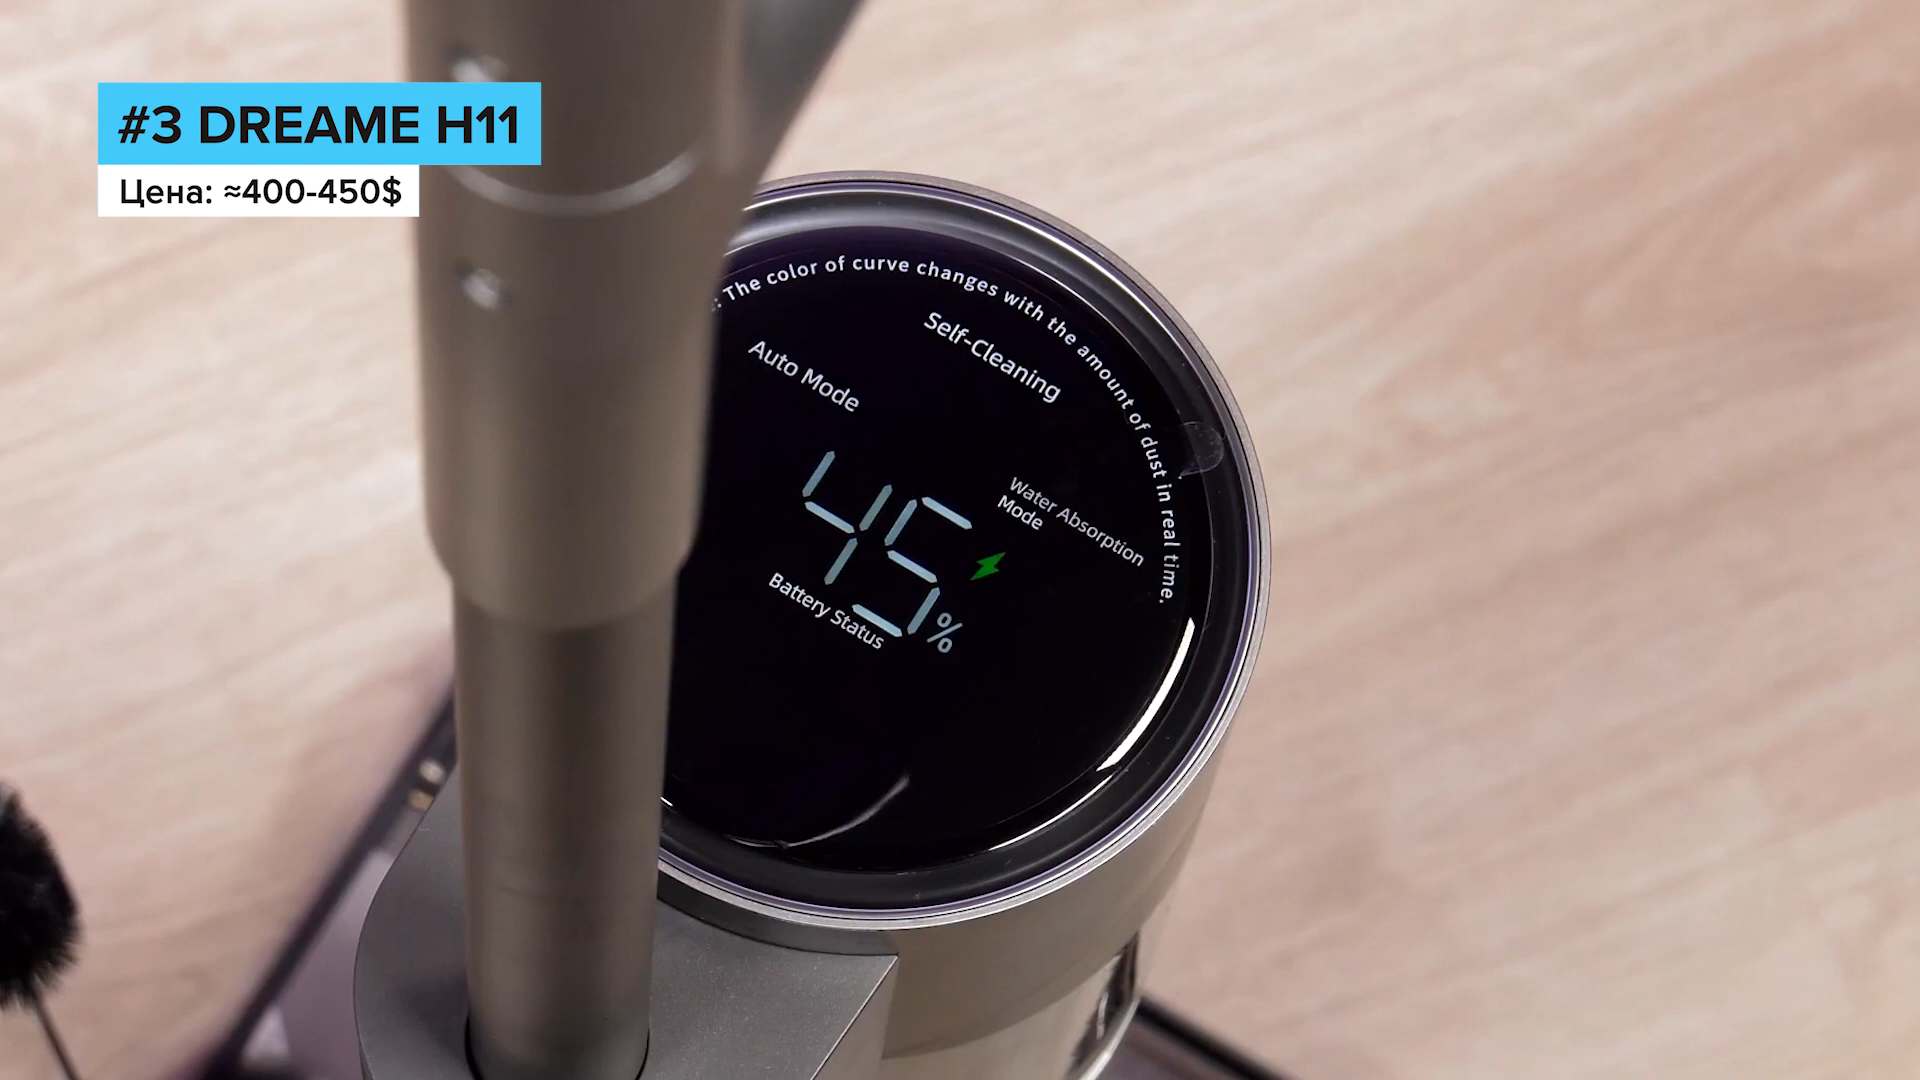 #3 DREAME H11
Цена: ≈400-450$
: The color of curve changes with the amount of dust in real time.
Self-Cleaning
Auto Mode
Water Absorption
Mode
45%
Battery Status